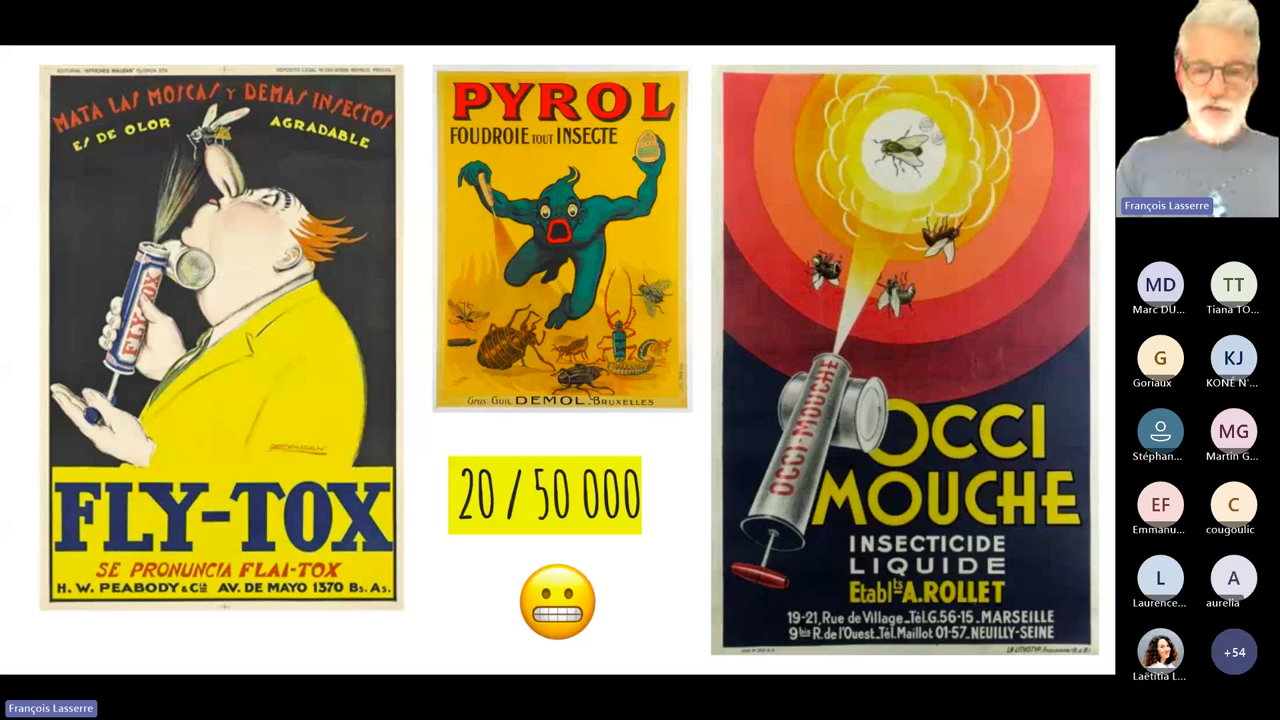 MATA LAS MOSCAS Y DEMAS INSECTOS
ES DE OLOR AGRADABLE
FLY-TOX
FLY-TOX
SE PRONUNCIA FLAI-TOX
H. W. PEABODY & Cía AV. DE MAYO 1370 Bs. As.
PYROL
FOUDROIE TOUT INSECTE
Gros: GUIL DEMOL. BRUXELLES
20 / 50 000
OCCI-MOUCHE
OCCI
MOUCHE
INSECTICIDE
LIQUIDE
Etablts A. ROLLET
19-21, Rue de Village _ Tél. G. 56-15 _ MARSEILLE
9bis R. de l'Ouest _ Tél. Maillot 01-57 _ NEUILLY-SEINE
François Lasserre
MD TT
Marc DU... Tiana TO...
G KJ
Goriaux KONÉ N'...
MG
Stéphan... Martin G...
EF C
Emmanu... cougoulic
L A
Laurence... aurelia
+54
Laëtitia L...
François Lasserre